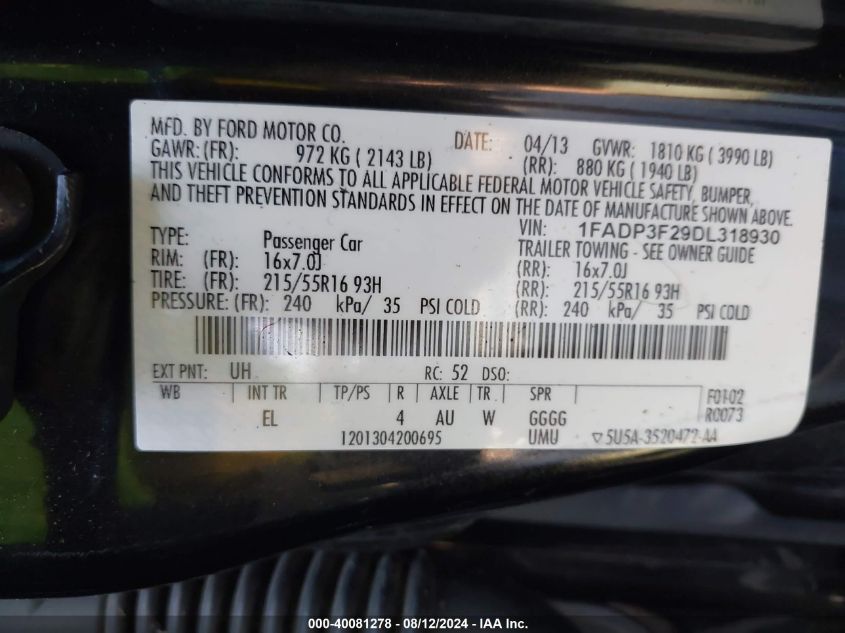 MFD. BY FORD MOTOR CO. DATE: 04/13 GVWR: 1810 KG ( 3990 LB)
GAWR: (FR): 972 KG ( 2143 LB) (RR): 880 KG ( 1940 LB)
THIS VEHICLE CONFORMS TO ALL APPLICABLE FEDERAL MOTOR VEHICLE SAFETY, BUMPER,
AND THEFT PREVENTION STANDARDS IN EFFECT ON THE DATE OF MANUFACTURE SHOWN ABOVE.
VIN: 1FADP3F29DL318930
TYPE: Passenger Car TRAILER TOWING - SEE OWNER GUIDE
RIM: (FR): 16x7.0J (RR): 16x7.0J
TIRE: (FR): 215/55R16 93H (RR): 215/55R16 93H
PRESSURE: (FR): 240 kPa/ 35 PSI COLD (RR): 240 kPa/ 35 PSI COLD
EXT PNT: UH RC: 52 DSO:
WB INT TR TP/PS R AXLE TR SPR F0102
EL 4 AU W GGGG R0073
1201304200695 UMU 5U5A-3520472-AA
000-40081278 - 08/12/2024 - IAA Inc.